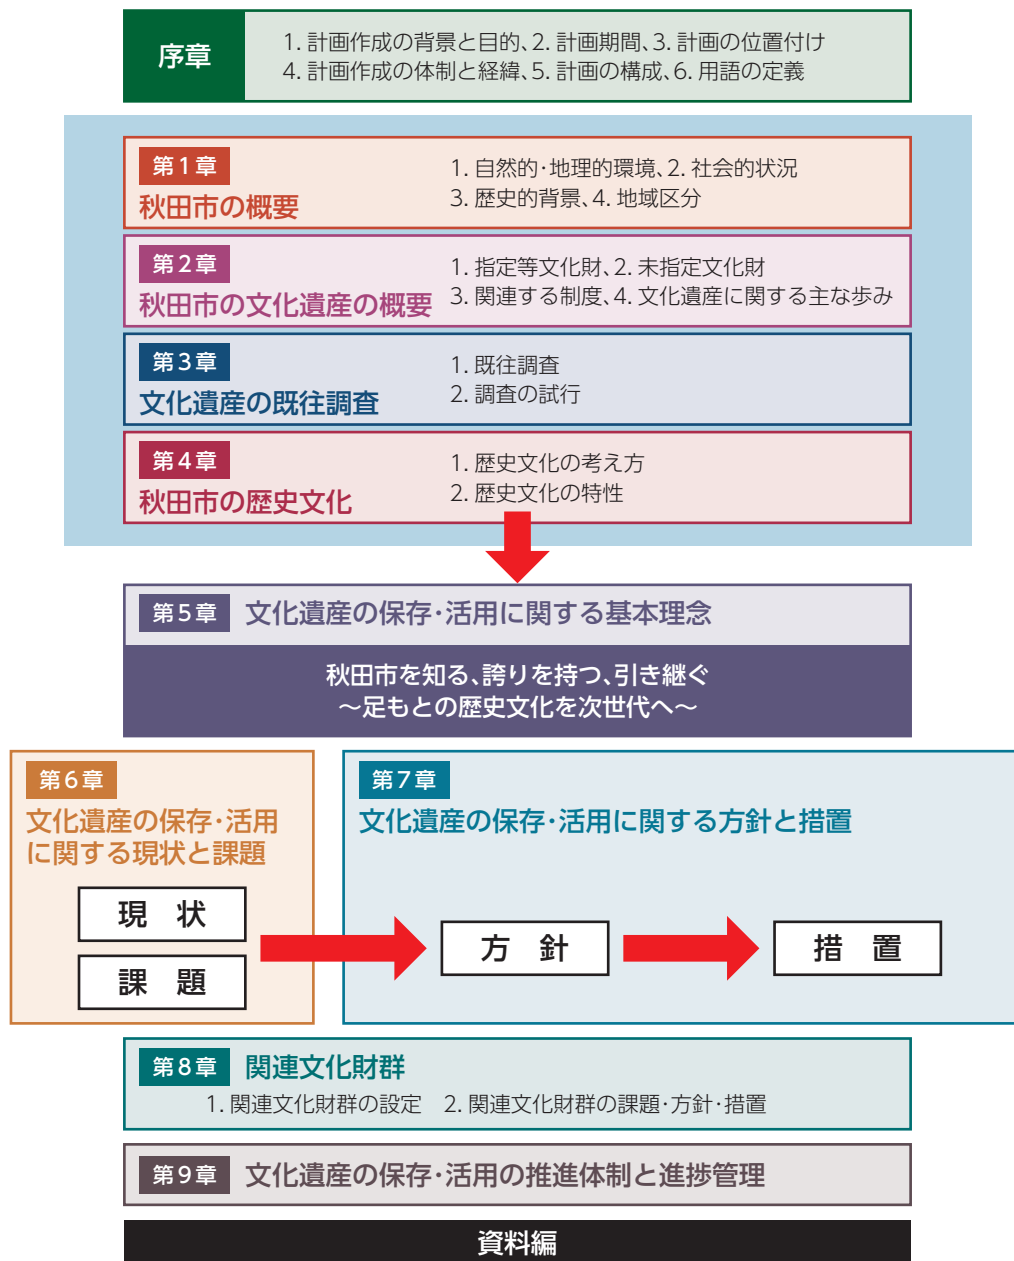 序章
1. 計画作成の背景と目的、2. 計画期間、3. 計画の位置付け
4. 計画作成の体制と経緯、5. 計画の構成、6. 用語の定義
第1章
秋田市の概要
1. 自然的・地理的環境、2. 社会的状況
3. 歴史的背景、4. 地域区分
第2章
秋田市の文化遺産の概要
1. 指定等文化財、2. 未指定文化財
3. 関連する制度、4. 文化遺産に関する主な歩み
第3章
文化遺産の既往調査
1. 既往調査
2. 調査の試行
第4章
秋田市の歴史文化
1. 歴史文化の考え方
2. 歴史文化の特性
第5章 文化遺産の保存・活用に関する基本理念
秋田市を知る、誇りを持つ、引き継ぐ
～足もとの歴史文化を次世代へ～
第6章
文化遺産の保存・活用
に関する現状と課題
現 状
課 題
第7章
文化遺産の保存・活用に関する方針と措置
方 針
措 置
第8章 関連文化財群
1. 関連文化財群の設定 2. 関連文化財群の課題・方針・措置
第9章 文化遺産の保存・活用の推進体制と進捗管理
資料編